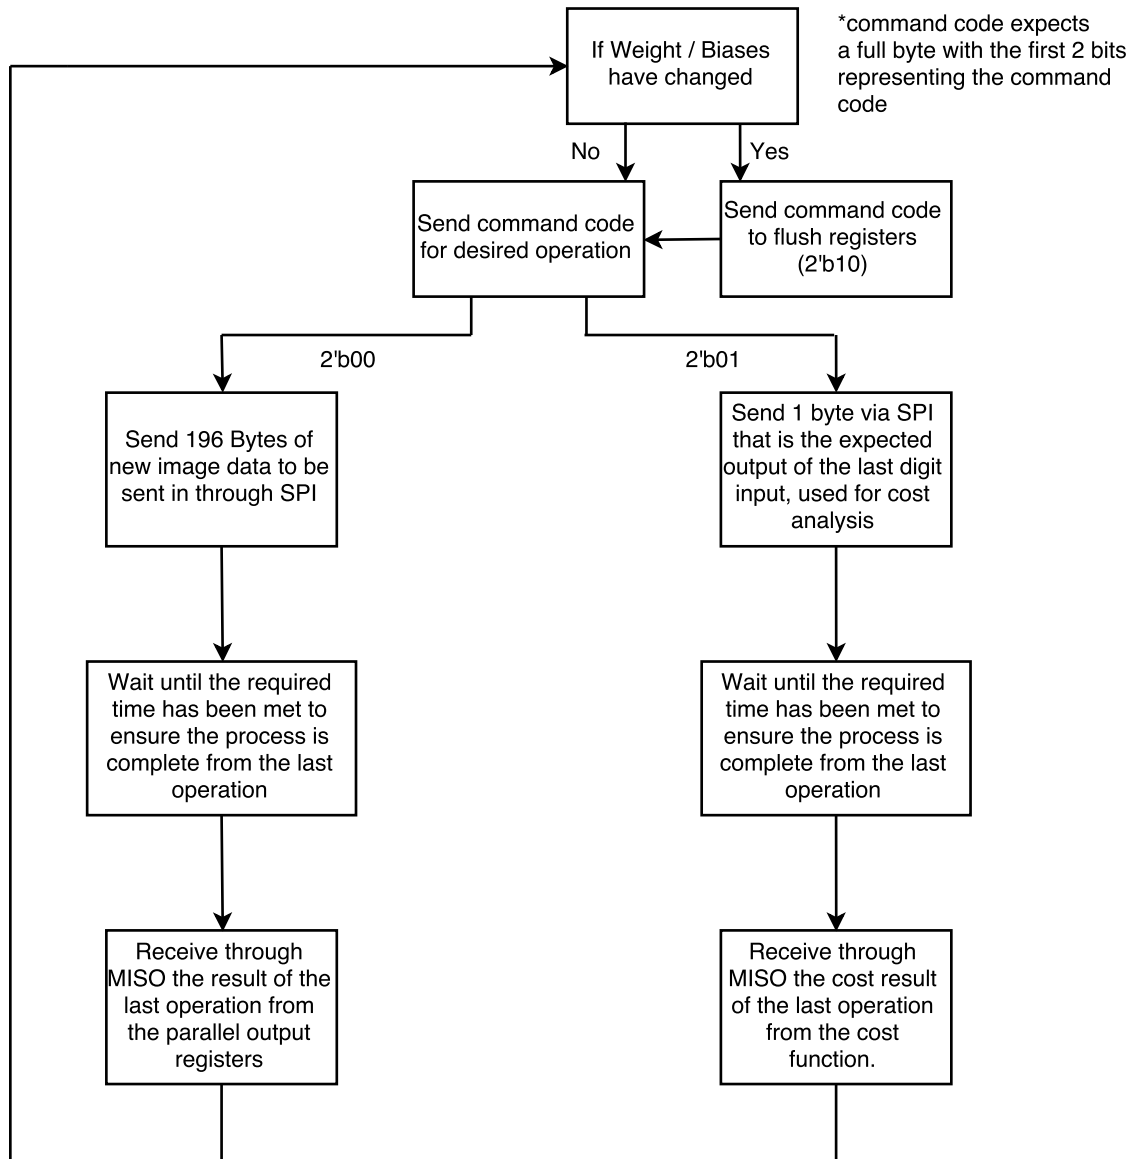 If Weight / Biases
have changed
*command code expects
a full byte with the first 2 bits
representing the command
code
No
Yes
Send command code
for desired operation
Send command code
to flush registers
(2'b10)
2'b00
2'b01
Send 196 Bytes of
new image data to be
sent in through SPI
Send 1 byte via SPI
that is the expected
output of the last digit
input, used for cost
analysis
Wait until the required
time has been met to
ensure the process is
complete from the last
operation
Wait until the required
time has been met to
ensure the process is
complete from the last
operation
Receive through
MISO the result of the
last operation from
the parallel output
registers
Receive through
MISO the cost result
of the last operation
from the cost
function.